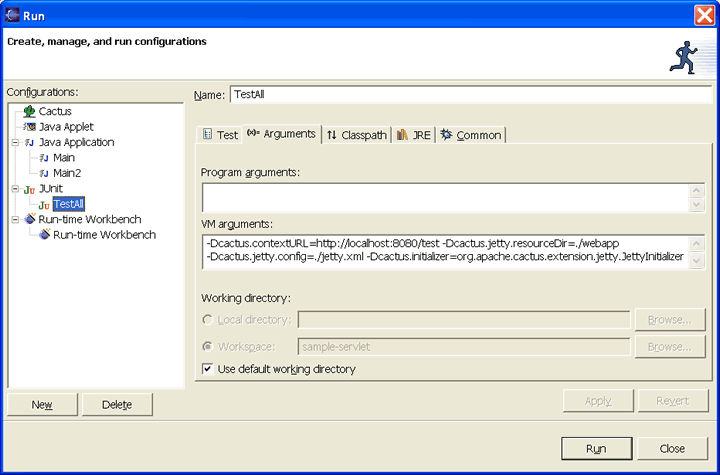 Run
Create, manage, and run configurations
Configurations:
Cactus
Java Applet
Java Application
Main
Main2
JUnit
TestAll
Run-time Workbench
Run-time Workbench
New
Delete
Name:
TestAll
Test
Arguments
Classpath
JRE
Common
Program arguments:
VM arguments:
-Dcactus.contextURL=http://localhost:8080/test -Dcactus.jetty.resourceDir=./webapp
-Dcactus.jetty.config=./jetty.xml -Dcactus.initializer=org.apache.cactus.extension.jetty.JettyInitializer
Working directory:
Local directory:
Browse...
Workspace:
sample-servlet
Browse...
Use default working directory
Apply
Revert
Run
Close